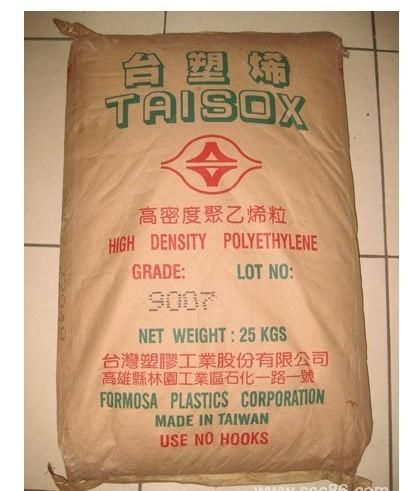 台塑烯
TAISOX
高密度聚乙烯粒
HIGH DENSITY POLYETHYLENE
GRADE: LOT NO:
9007
NET WEIGHT : 25 KGS
台灣塑膠工業股份有限公司
高雄縣林園工業區石化一路一號
FORMOSA PLASTICS CORPORATION
MADE IN TAIWAN
USE NO HOOKS